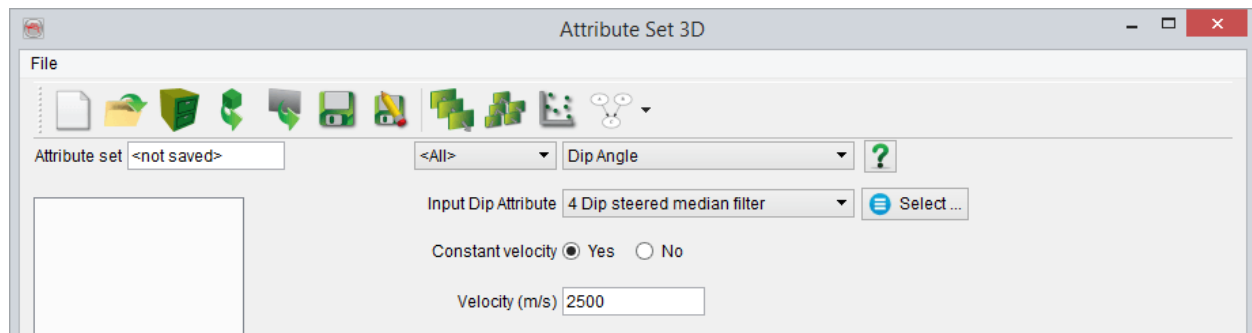 Attribute Set 3D
File
Attribute set <not saved> <All> Dip Angle ?
Input Dip Attribute 4 Dip steered median filter Select ...
Constant velocity Yes No
Velocity (m/s) 2500